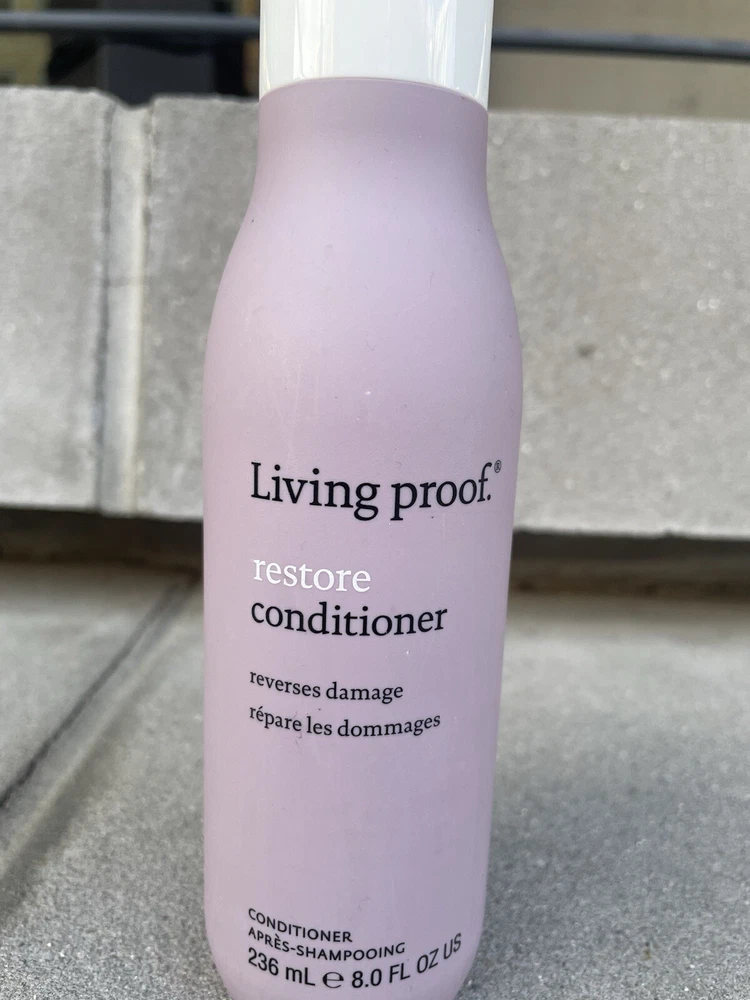 Living proof.®
restore
conditioner
reverses damage
répare les dommages
CONDITIONER
APRÈS-SHAMPOOING
236 mL ℮ 8.0 FL OZ US